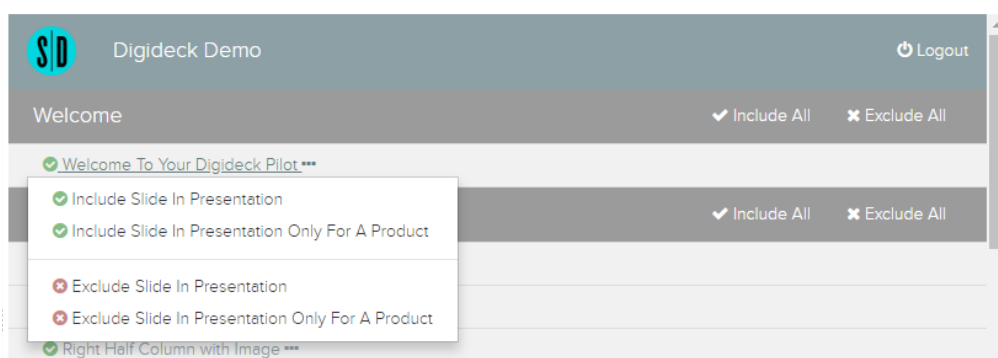 S|D Digideck Demo Logout
Welcome Include All Exclude All
Welcome To Your Digideck Pilot
Include Slide In Presentation
Include All Exclude All
Include Slide In Presentation Only For A Product
Exclude Slide In Presentation
Exclude Slide In Presentation Only For A Product
Right Half Column with Image